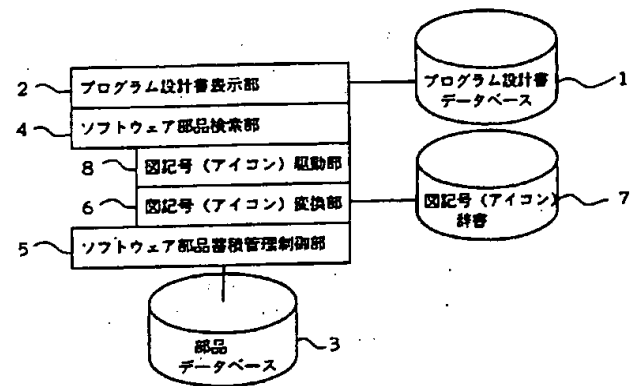 2 プログラム設計書表示部
プログラム設計書
データベース 1
4 ソフトウェア部品検索部
8 図記号（アイコン）駆動部
6 図記号（アイコン）変換部
図記号（アイコン）
辞書 7
5 ソフトウェア部品蓄積管理制御部
部品
データベース 3